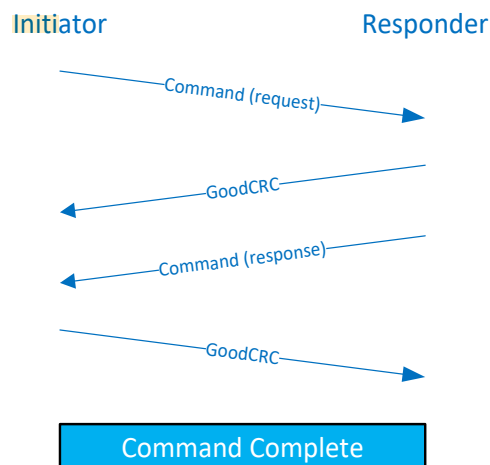 Initiator
Responder
Command (request)
GoodCRC
Command (response)
GoodCRC
Command Complete